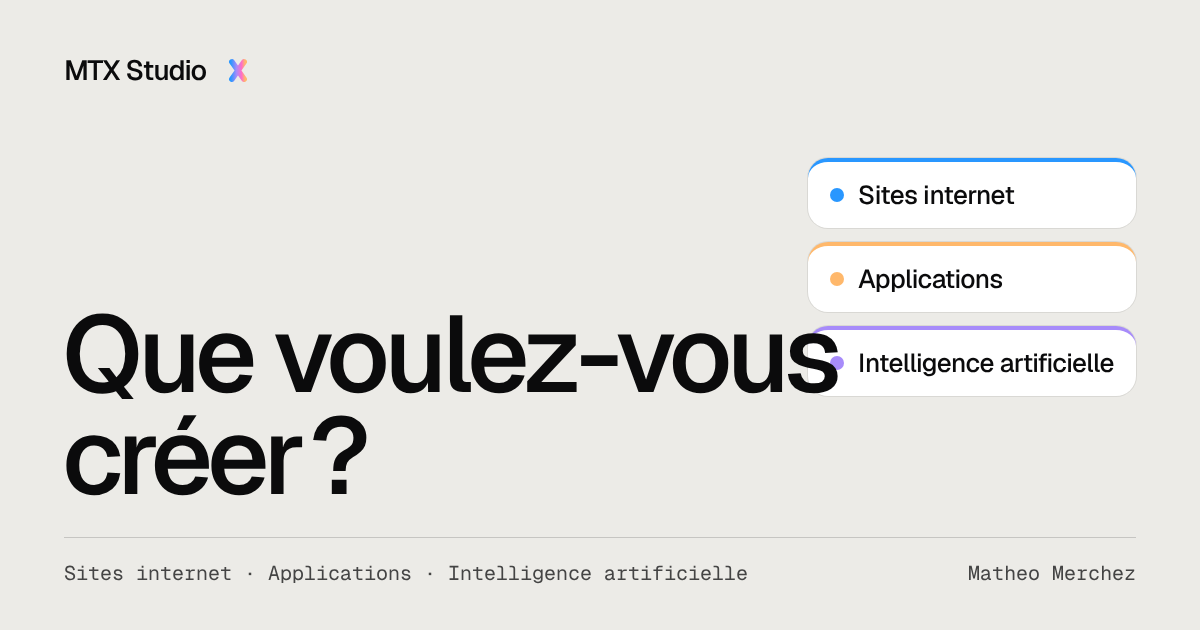 MTX Studio X
Sites internet
Applications
Intelligence artificielle
Que voulez-vous
créer ?
Sites internet · Applications · Intelligence artificielle
Matheo Merchez